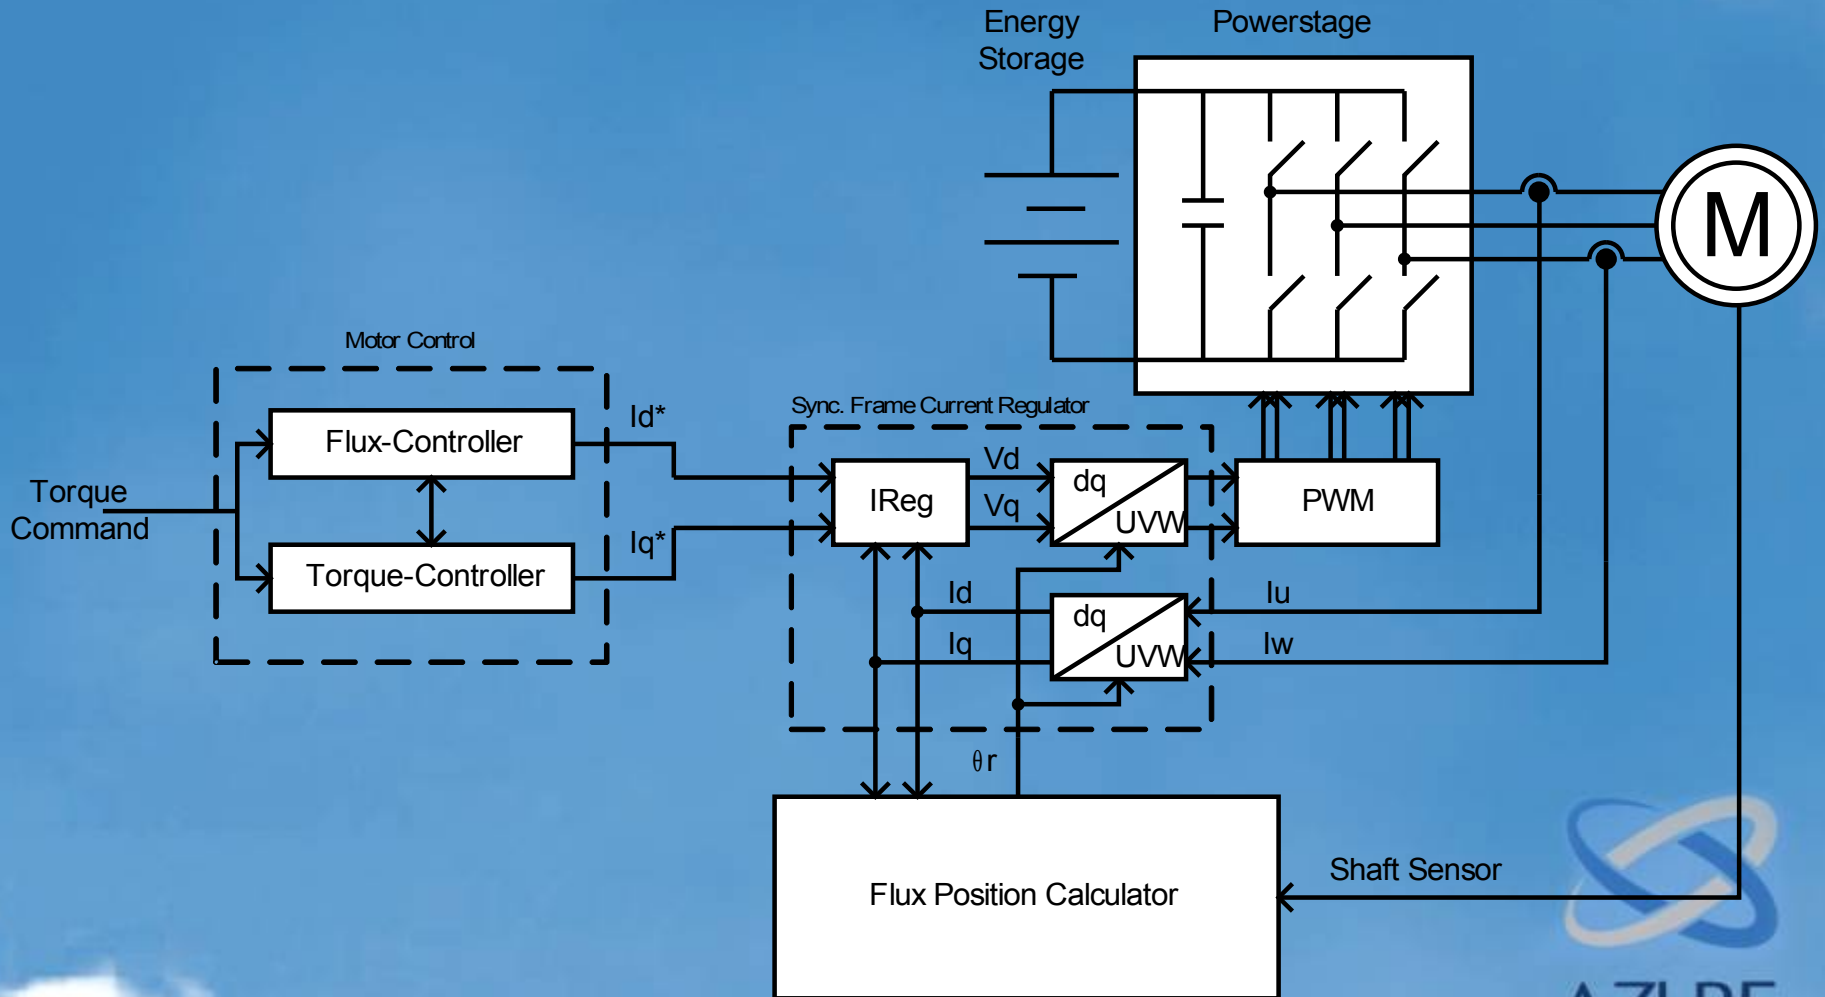 Energy
Storage
Powerstage
M
Motor Control
Flux-Controller
Torque-Controller
Torque
Command
Id*
Iq*
Sync. Frame Current Regulator
IReg
Vd
Vq
dq
UVW
PWM
Id
Iq
dq
UVW
Iu
Iw
θr
Flux Position Calculator
Shaft Sensor